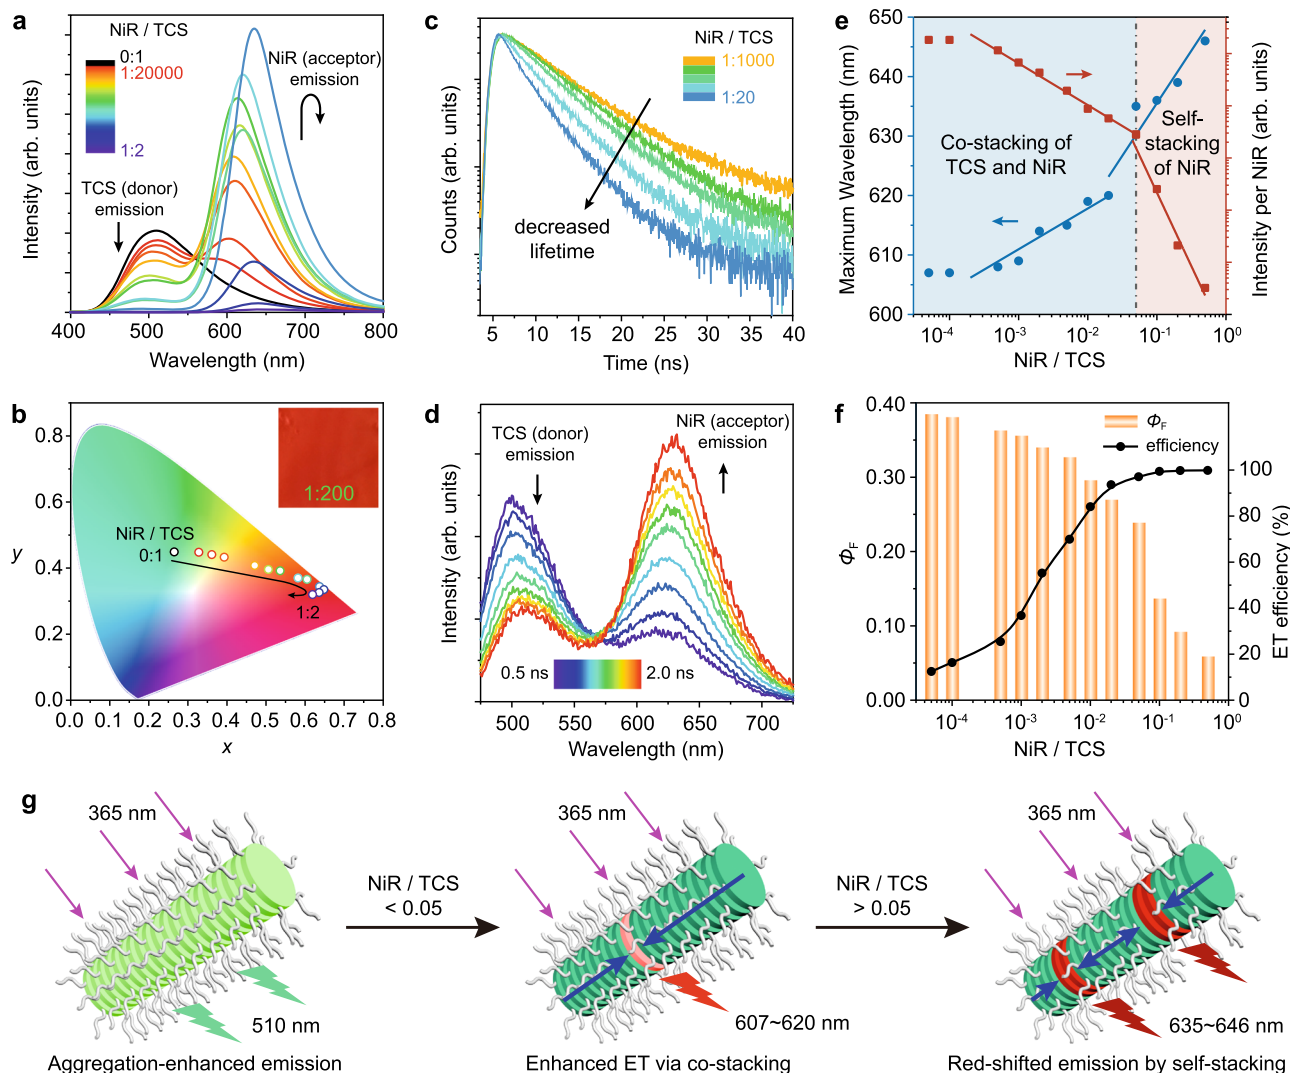 a
NiR / TCS
0:1
1:20000
1:2
NiR (acceptor)
emission
TCS (donor)
emission
Intensity (arb. units)
400
500
600
700
800
Wavelength (nm)
c
NiR / TCS
1:1000
1:20
decreased
lifetime
Counts (arb. units)
5
10
15
20
25
30
35
40
Time (ns)
e
650
640
630
620
610
600
Maximum Wavelength (nm)
Co-stacking of
TCS and NiR
Self-
stacking
of NiR
Intensity per NiR (arb. units)
10⁻⁴
10⁻³
10⁻²
10⁻¹
10⁰
NiR / TCS
b
0.8
0.6
0.4
0.2
0.0
y
NiR / TCS
0:1
1:2
1:200
0.0
0.1
0.2
0.3
0.4
0.5
0.6
0.7
0.8
x
d
TCS (donor)
emission
NiR (acceptor)
emission
Intensity (arb. units)
0.5 ns
2.0 ns
500
550
600
650
700
Wavelength (nm)
f
0.40
0.30
0.20
0.10
0.00
Φ_F
Φ_F
efficiency
100
80
60
40
20
0
ET efficiency (%)
10⁻⁴
10⁻³
10⁻²
10⁻¹
10⁰
NiR / TCS
g
365 nm
510 nm
Aggregation-enhanced emission
NiR / TCS
< 0.05
365 nm
607~620 nm
Enhanced ET via co-stacking
NiR / TCS
> 0.05
365 nm
635~646 nm
Red-shifted emission by self-stacking